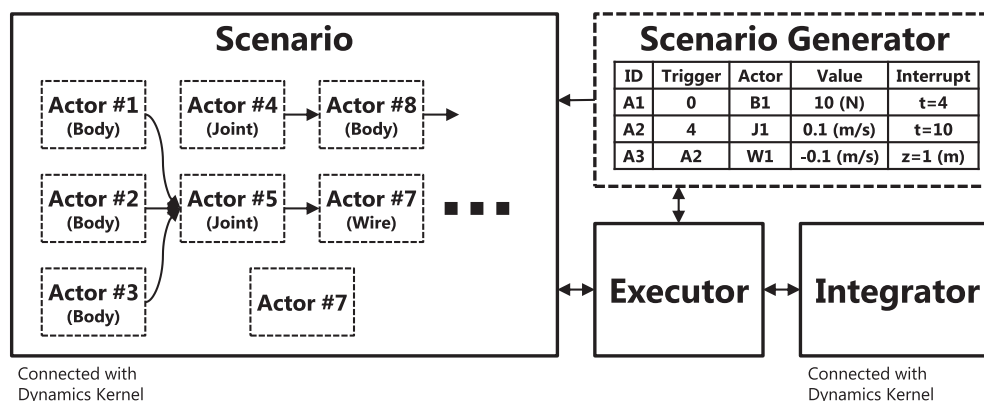 Scenario
Actor #1
(Body)
Actor #4
(Joint)
Actor #8
(Body)
Actor #2
(Body)
Actor #5
(Joint)
Actor #7
(Wire)
Actor #3
(Body)
Actor #7
Connected with
Dynamics Kernel
Scenario Generator
ID Trigger Actor Value Interrupt
A1 0 B1 10 (N) t=4
A2 4 J1 0.1 (m/s) t=10
A3 A2 W1 -0.1 (m/s) z=1 (m)
Executor
Integrator
Connected with
Dynamics Kernel